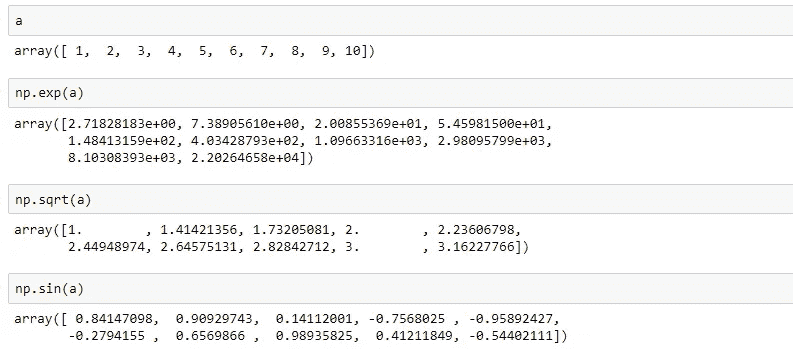 a
array([ 1,  2,  3,  4,  5,  6,  7,  8,  9, 10])
np.exp(a)
array([2.71828183e+00, 7.38905610e+00, 2.00855369e+01, 5.45981500e+01,
       1.48413159e+02, 4.03428793e+02, 1.09663316e+03, 2.98095799e+03,
       8.10308393e+03, 2.20264658e+04])
np.sqrt(a)
array([1.        , 1.41421356, 1.73205081, 2.        , 2.23606798,
       2.44948974, 2.64575131, 2.82842712, 3.        , 3.16227766])
np.sin(a)
array([ 0.84147098,  0.90929743,  0.14112001, -0.7568025 , -0.95892427,
       -0.2794155 ,  0.6569866 ,  0.98935825,  0.41211849, -0.54402111])